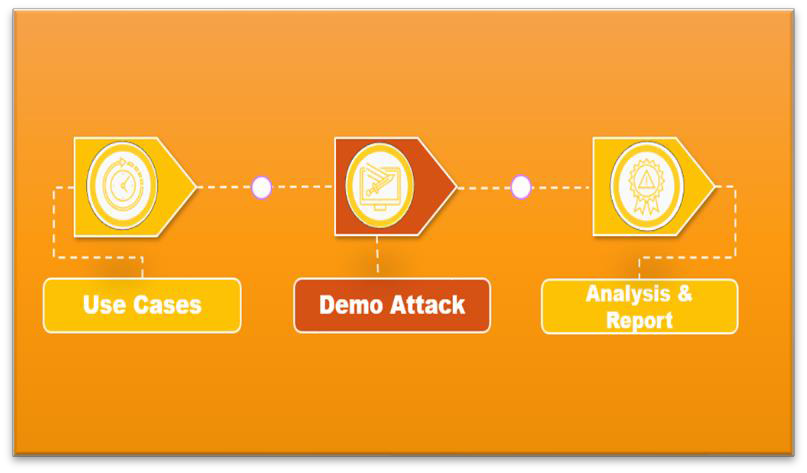 Use Cases
Demo Attack
Analysis &
Report